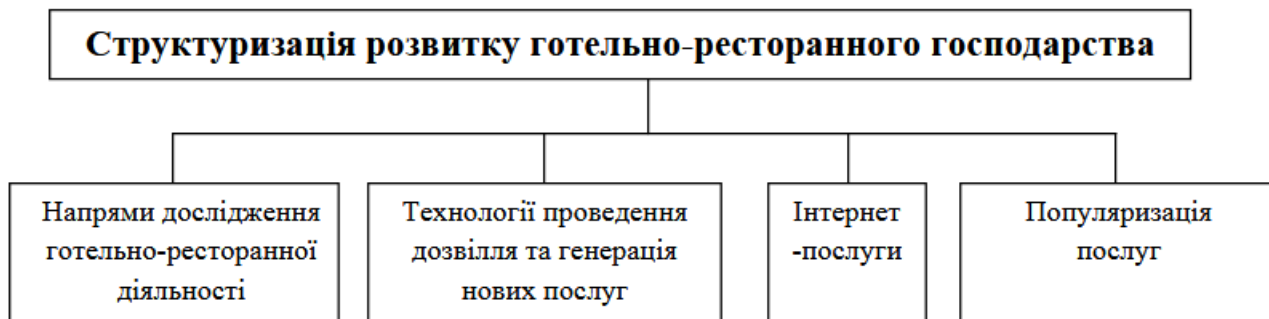 Структуризація розвитку готельно-ресторанного господарства
Напрями дослідження
готельно-ресторанної
діяльності
Технології проведення
дозвілля та генерація
нових послуг
Інтернет
-послуги
Популяризація
послуг